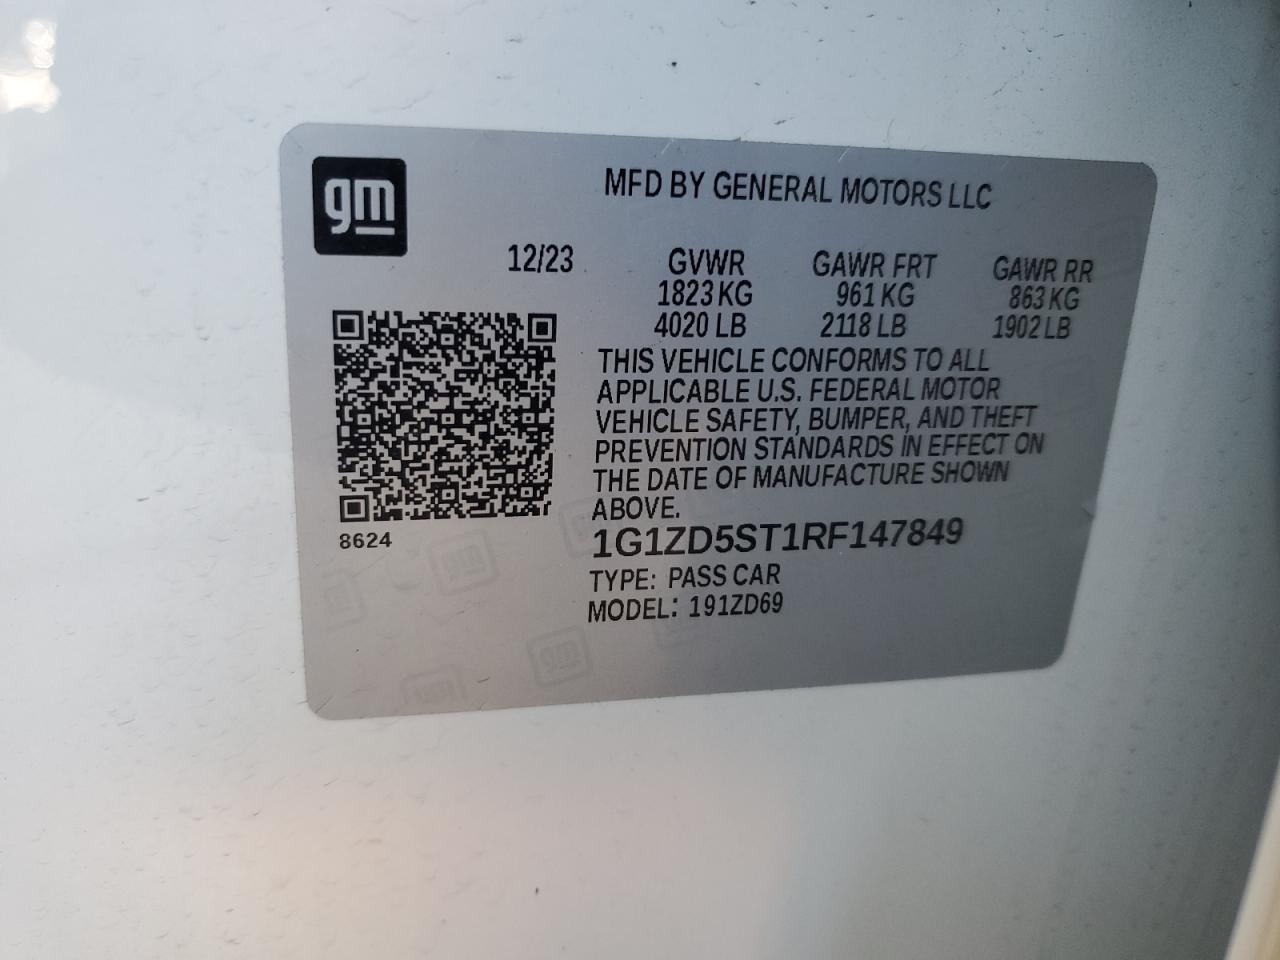 gm
MFD BY GENERAL MOTORS LLC
12/23 GVWR GAWR FRT GAWR RR
1823 KG 961 KG 863 KG
4020 LB 2118 LB 1902 LB
THIS VEHICLE CONFORMS TO ALL
APPLICABLE U.S. FEDERAL MOTOR
VEHICLE SAFETY, BUMPER, AND THEFT
PREVENTION STANDARDS IN EFFECT ON
THE DATE OF MANUFACTURE SHOWN
ABOVE.
8624
1G1ZD5ST1RF147849
TYPE: PASS CAR
MODEL: 191ZD69